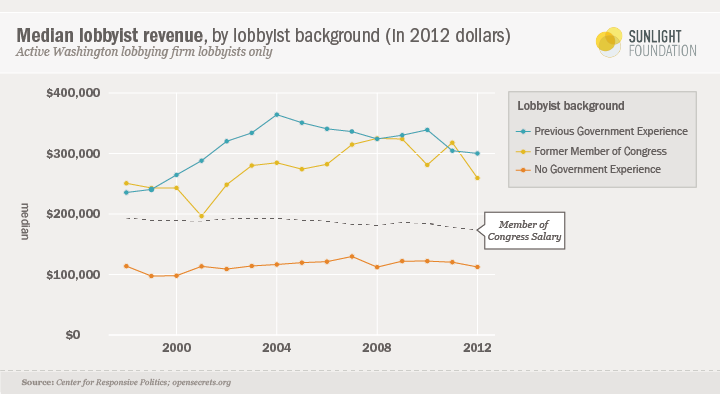 Median lobbyist revenue, by lobbyist background (in 2012 dollars)
Active Washington lobbying firm lobbyists only
SUNLIGHT
FOUNDATION
$400,000
$300,000
$200,000
$100,000
$0
median
2000
2004
2008
2012
Lobbyist background
Previous Government Experience
Former Member of Congress
No Government Experience
Member of
Congress Salary
Source: Center for Responsive Politics; opensecrets.org